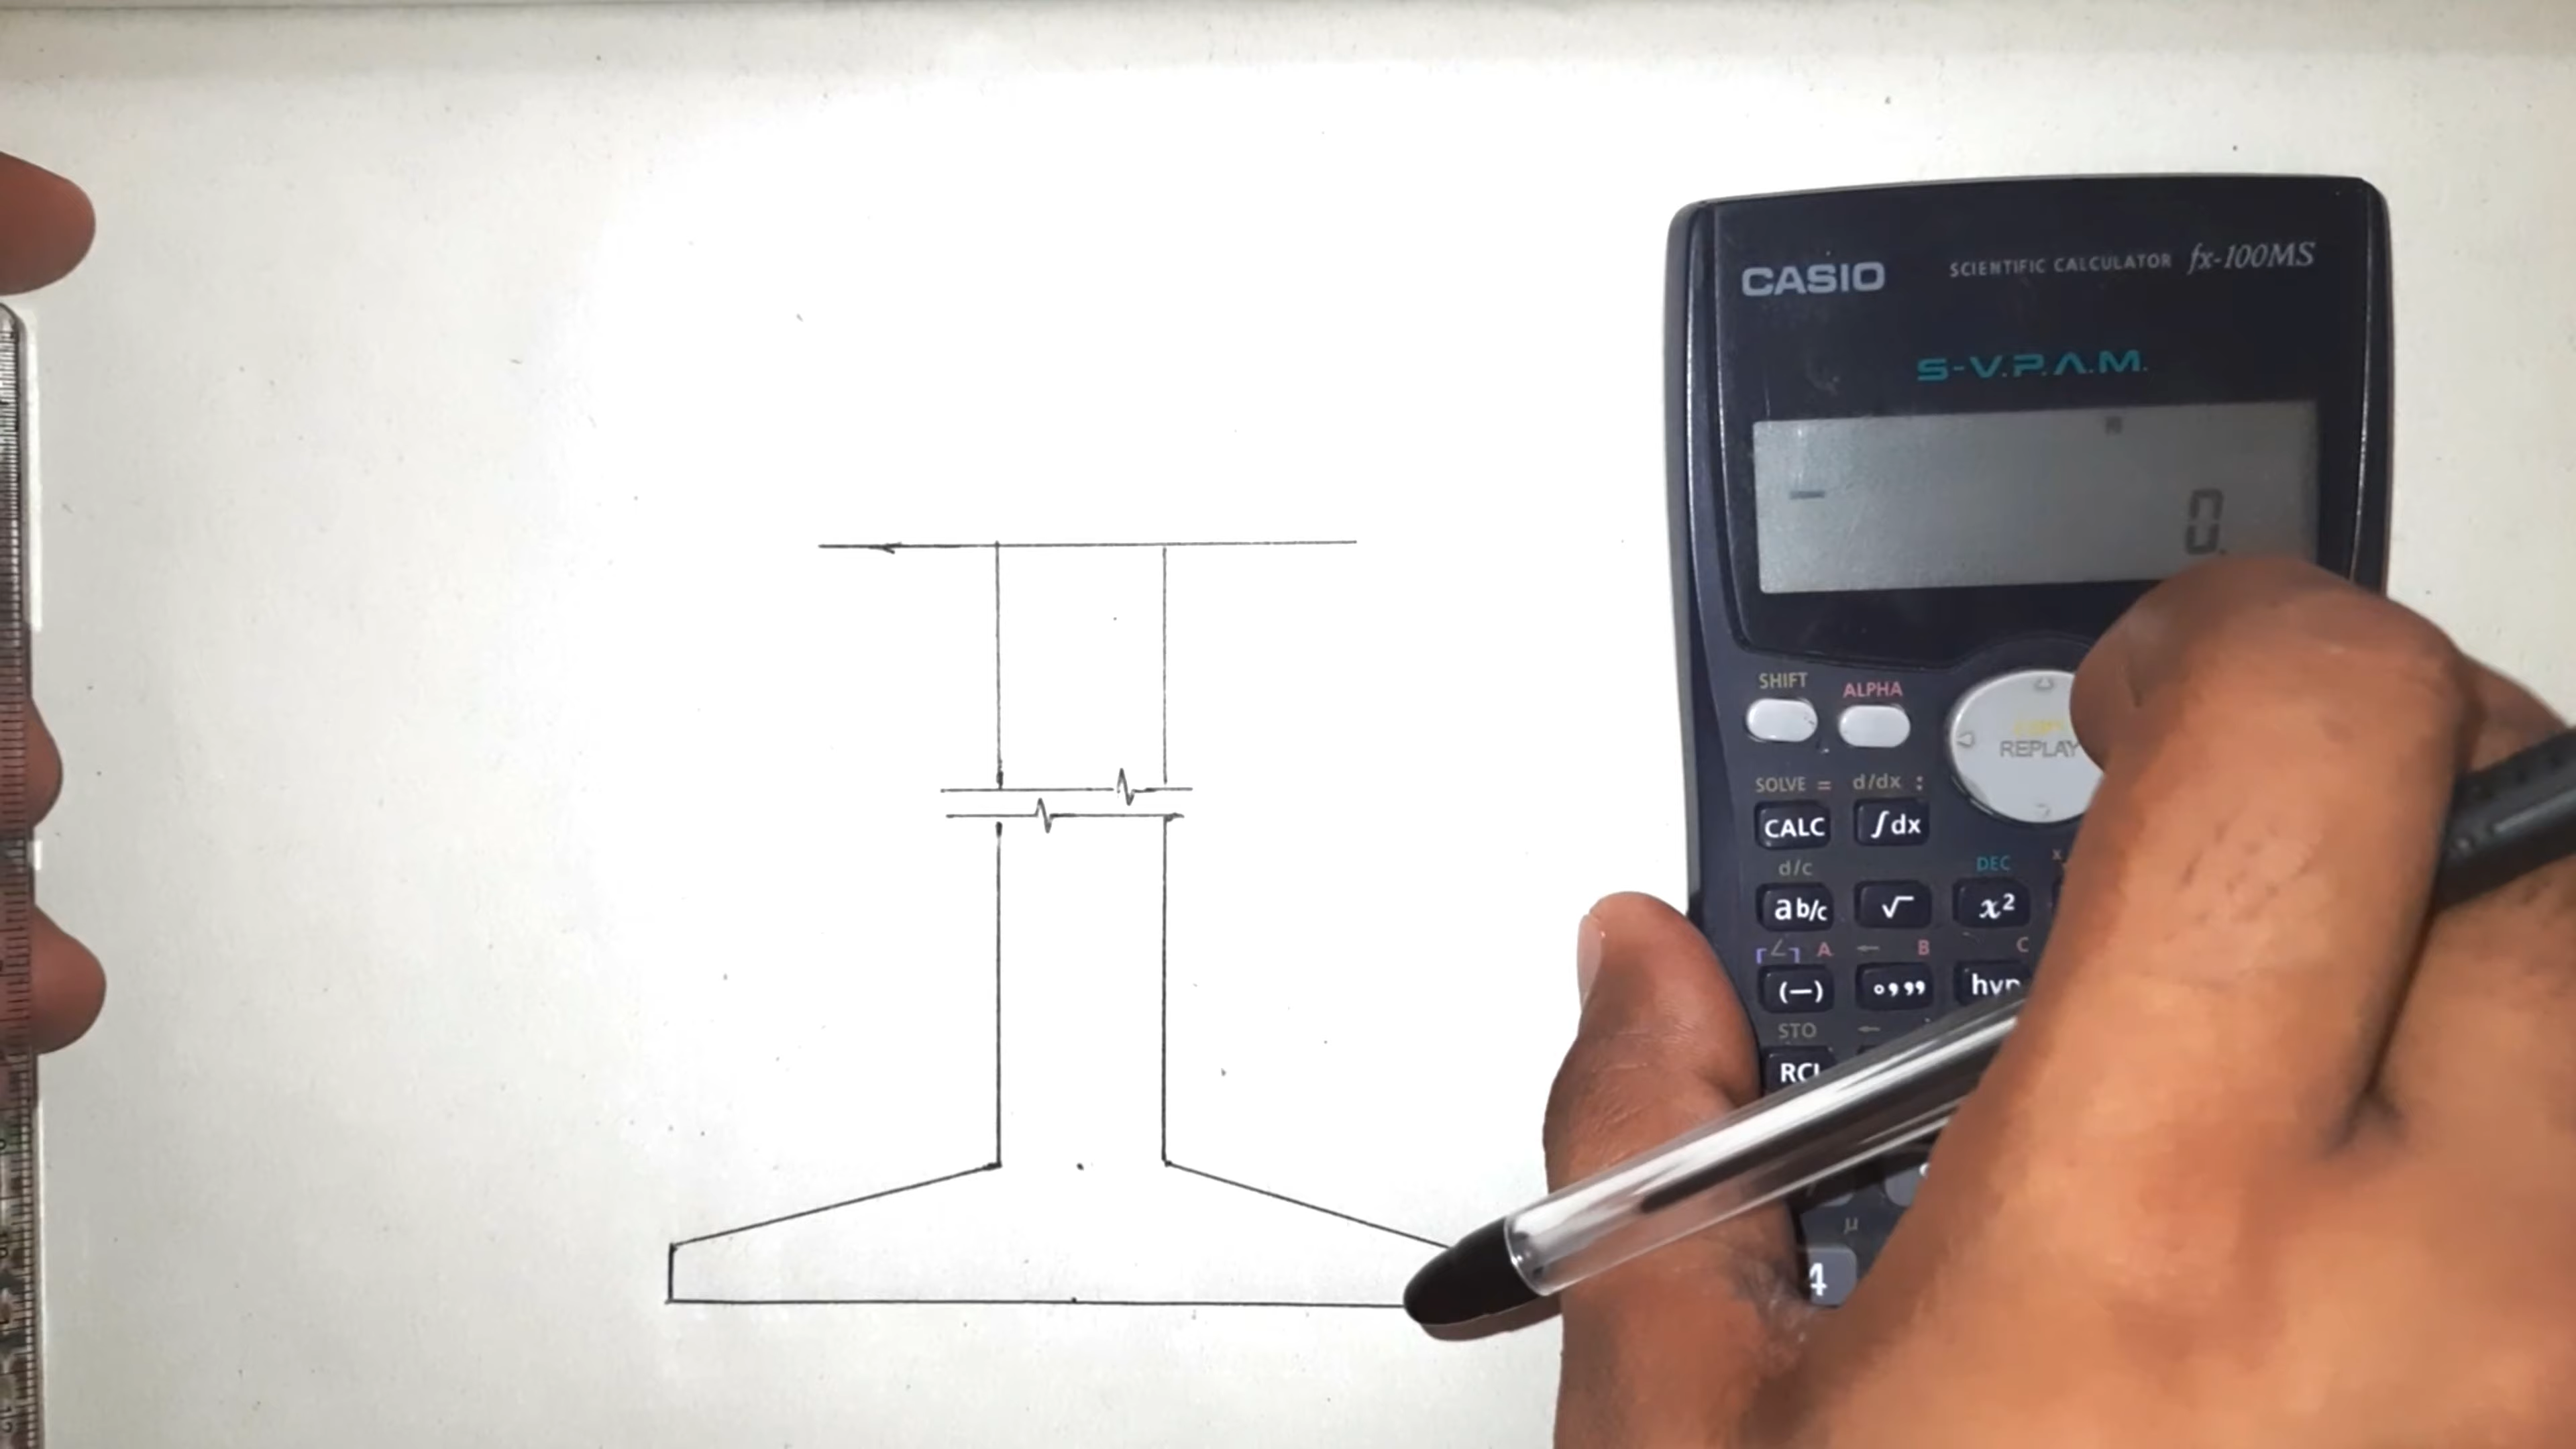 CASIO SCIENTIFIC CALCULATOR fx-100MS
S-V.P.A.M.
0.
SHIFT ALPHA
REPLAY
SOLVE = d/dx :
CALC ∫dx
d/c DEC
ab/c √ x²
∠ A ← B C
(–) °,,, hyp
STO ←
RCL
μ
4